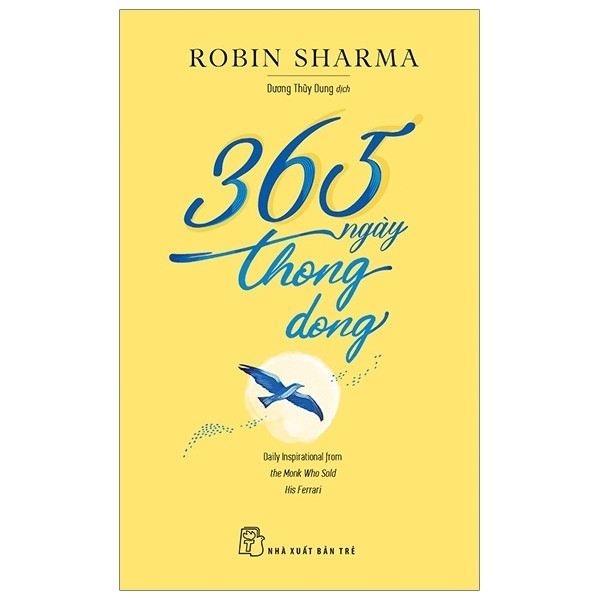 ROBIN SHARMA
Dương Thùy Dung dịch
365
ngày
thong
dong
Daily Inspirational from
the Monk Who Sold
His Ferrari
NHÀ XUẤT BẢN TRẺ